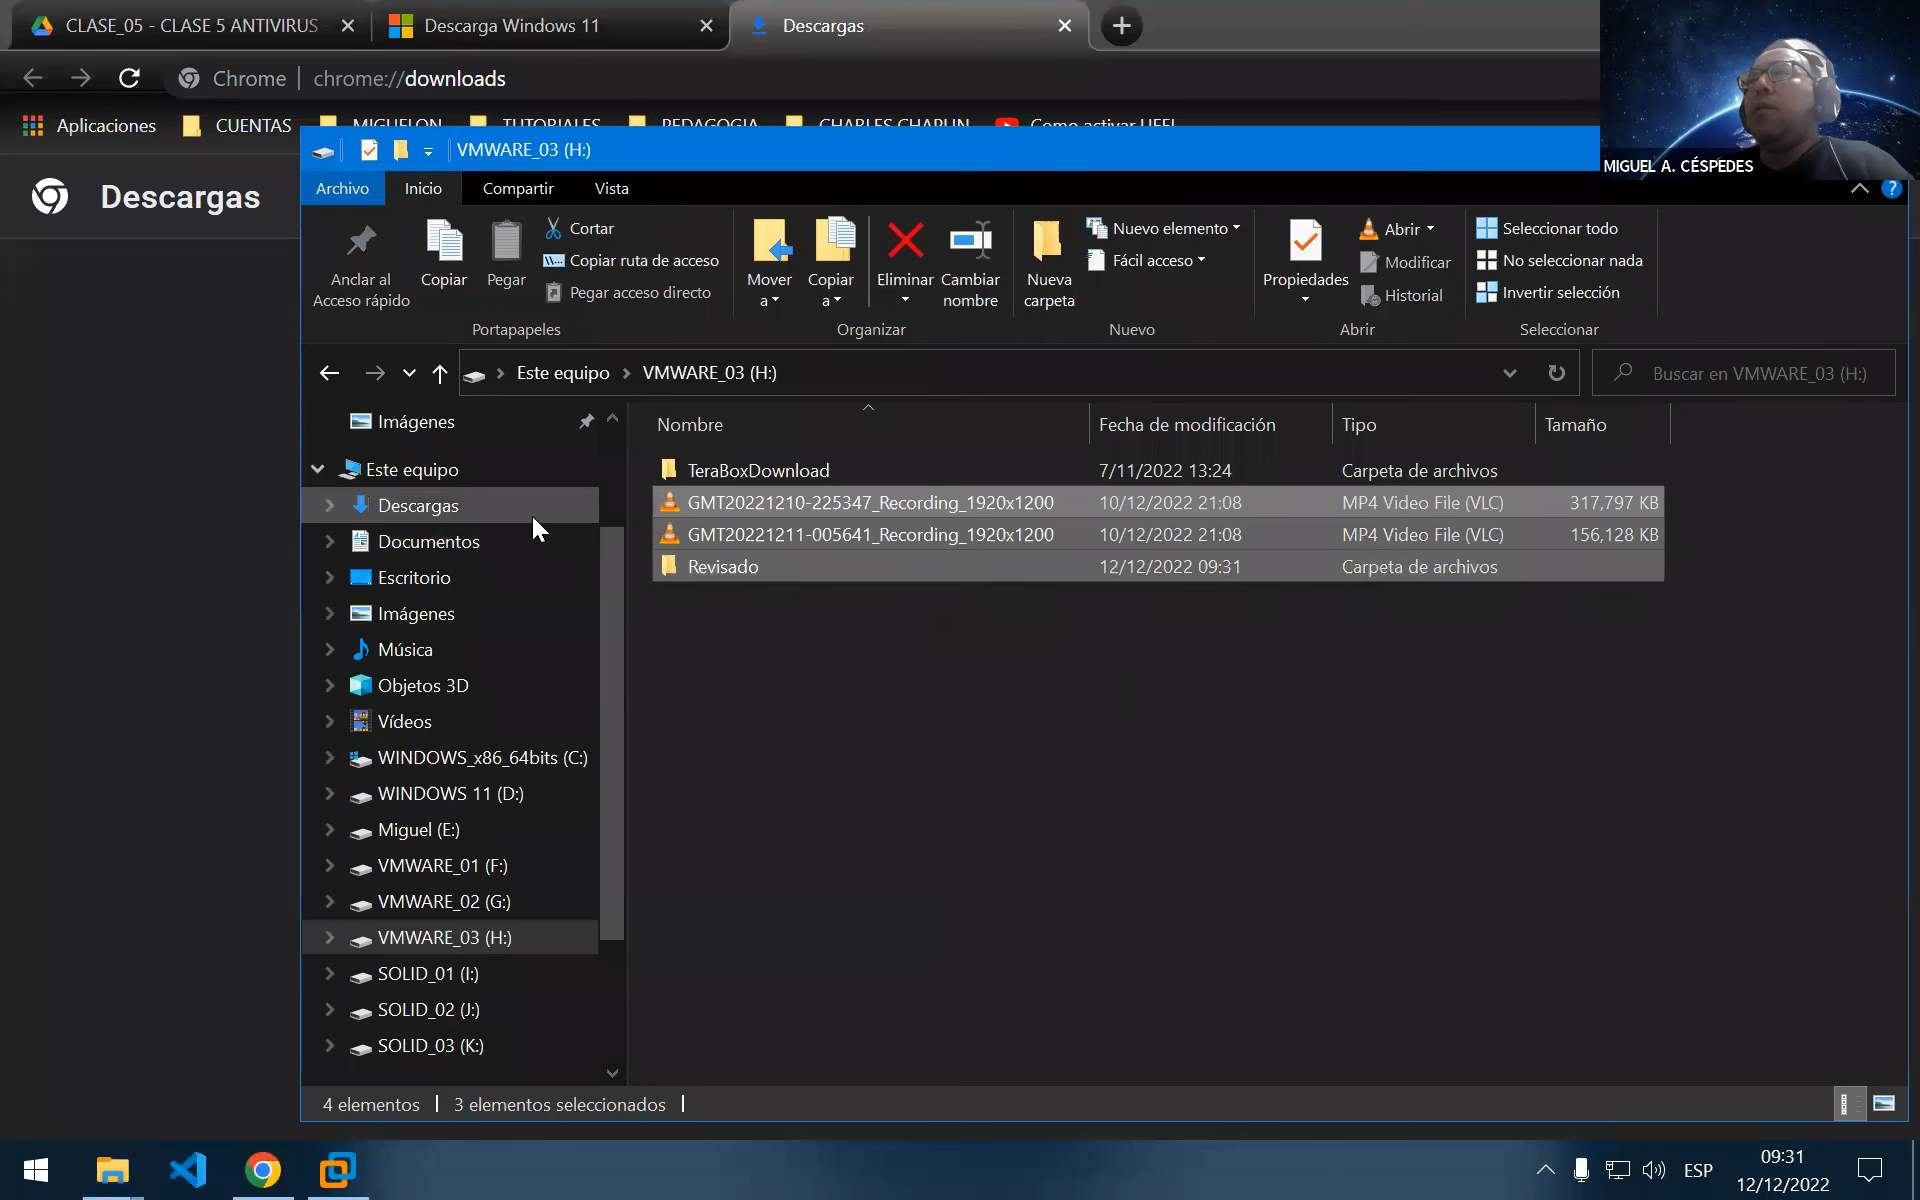 CLASE_05 - CLASE 5 ANTIVIRUS
Descarga Windows 11
Descargas
Chrome
chrome://downloads
Aplicaciones
CUENTAS
MIGUELON
TUTORIALES
PEDAGOGIA
CHARLES CHAPLIN
Como activar UEFI
MIGUEL A. CÉSPEDES
Descargas
VMWARE_03 (H:)
Archivo
Inicio
Compartir
Vista
Anclar al
Acceso rápido
Copiar
Pegar
Cortar
Copiar ruta de acceso
Pegar acceso directo
Portapapeles
Mover
a
Copiar
a
Eliminar
Cambiar
nombre
Organizar
Nueva
carpeta
Nuevo elemento
Fácil acceso
Nuevo
Propiedades
Abrir
Modificar
Historial
Abrir
Seleccionar todo
No seleccionar nada
Invertir selección
Seleccionar
Este equipo
VMWARE_03 (H:)
Buscar en VMWARE_03 (H:)
Imágenes
Este equipo
Descargas
Documentos
Escritorio
Imágenes
Música
Objetos 3D
Vídeos
WINDOWS_x86_64bits (C:)
WINDOWS 11 (D:)
Miguel (E:)
VMWARE_01 (F:)
VMWARE_02 (G:)
VMWARE_03 (H:)
SOLID_01 (I:)
SOLID_02 (J:)
SOLID_03 (K:)
Nombre Fecha de modificación Tipo Tamaño
TeraBoxDownload 7/11/2022 13:24 Carpeta de archivos
GMT20221210-225347_Recording_1920x1200 10/12/2022 21:08 MP4 Video File (VLC) 317,797 KB
GMT20221211-005641_Recording_1920x1200 10/12/2022 21:08 MP4 Video File (VLC) 156,128 KB
Revisado 12/12/2022 09:31 Carpeta de archivos
4 elementos
3 elementos seleccionados
ESP
09:31
12/12/2022